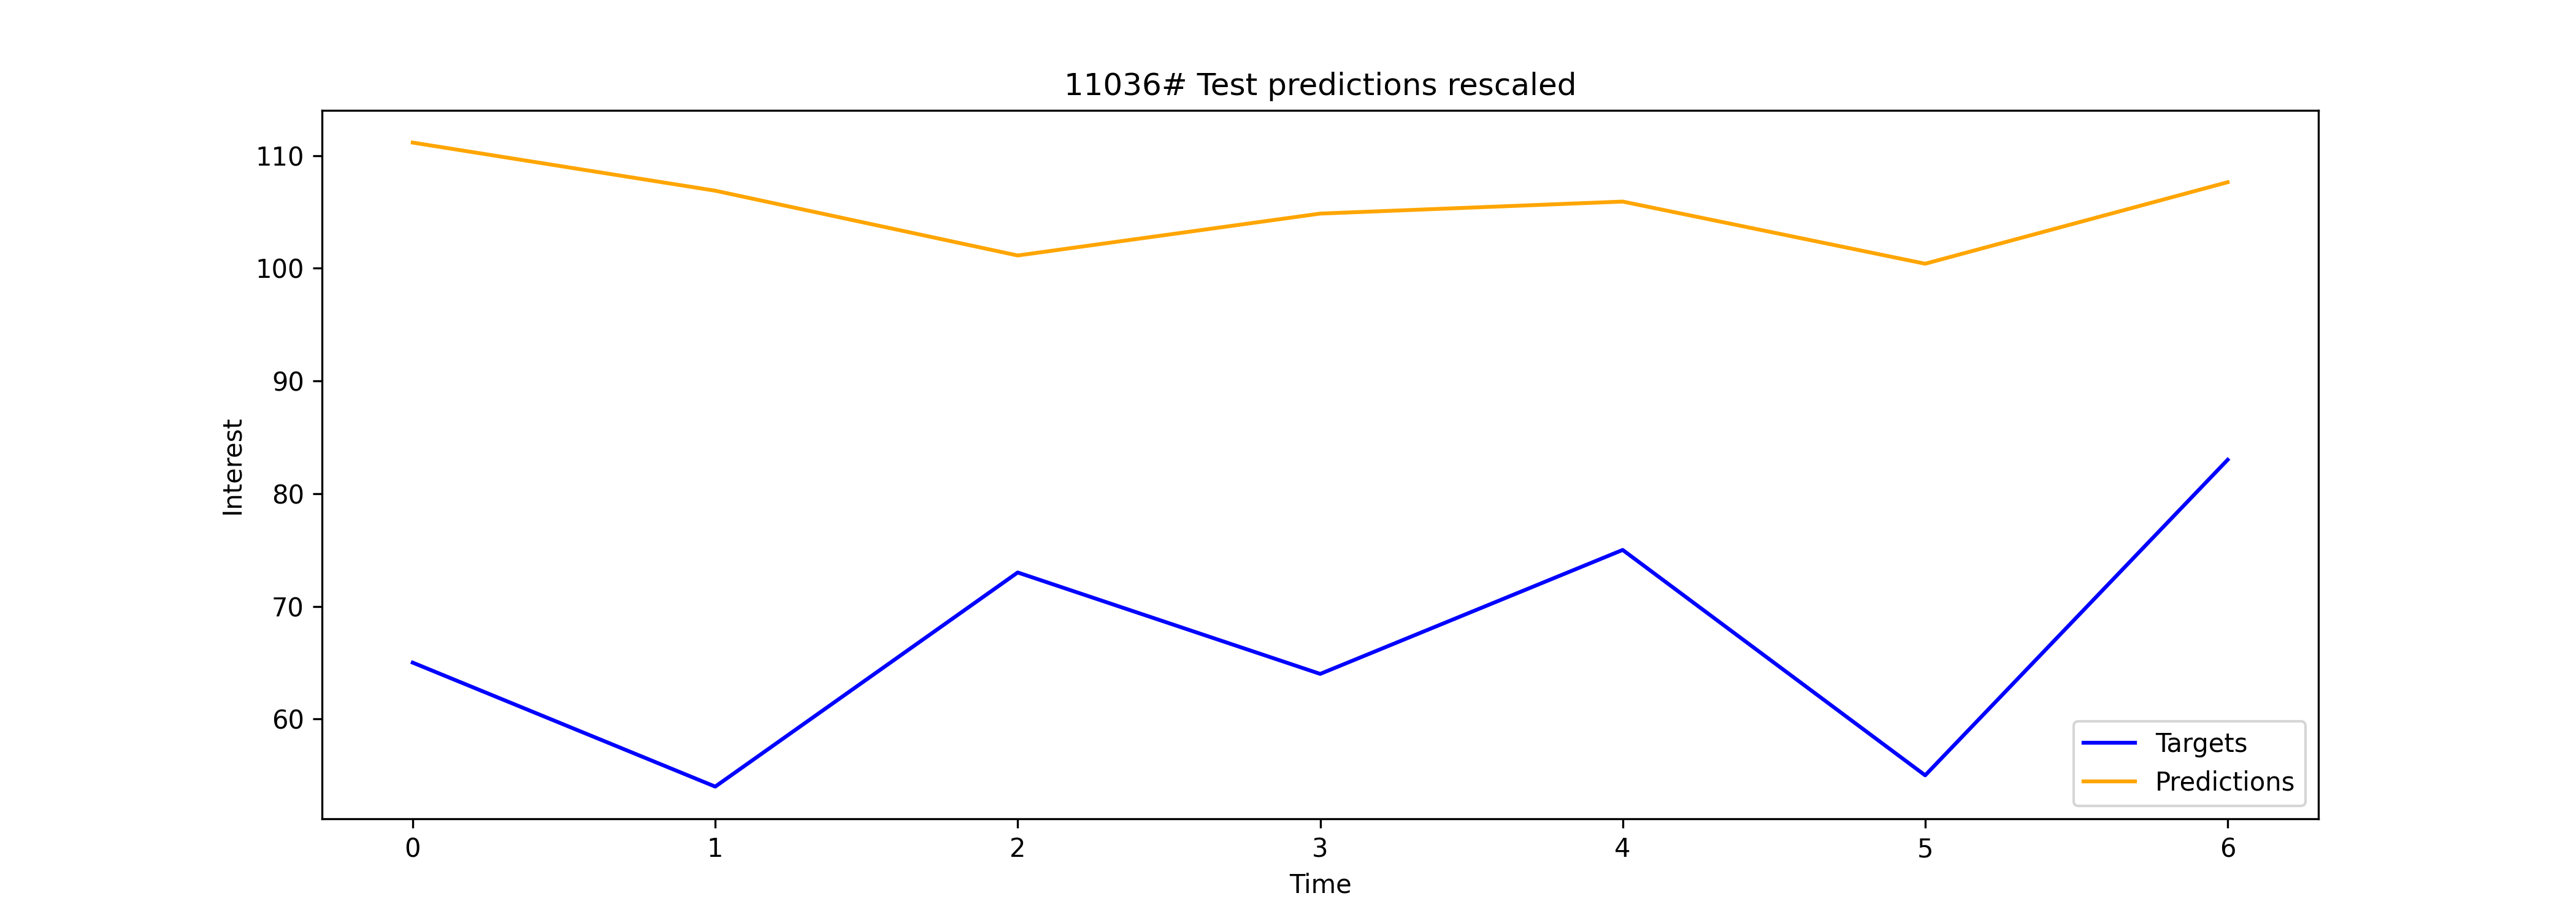 11036# Test predictions rescaled
110
100
90
80
70
60
Interest
0 1 2 3 4 5 6
Time
Targets
Predictions